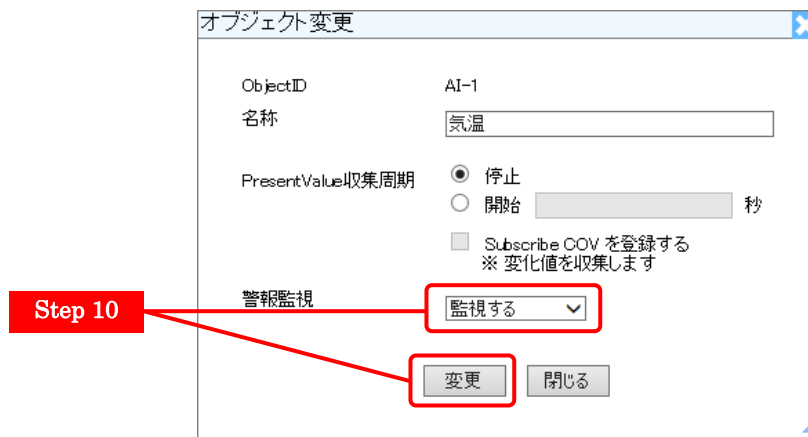 オブジェクト変更
ObjectID AI-1
名称 気温
PresentValue収集周期 停止
開始 秒
Subscribe COV を登録する
※ 変化値を収集します
警報監視 監視する
Step 10
変更 閉じる